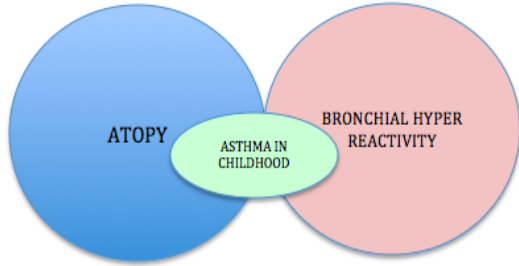 ATOPY
ASTHMA IN
CHILDHOOD
BRONCHIAL HYPER
REACTIVITY